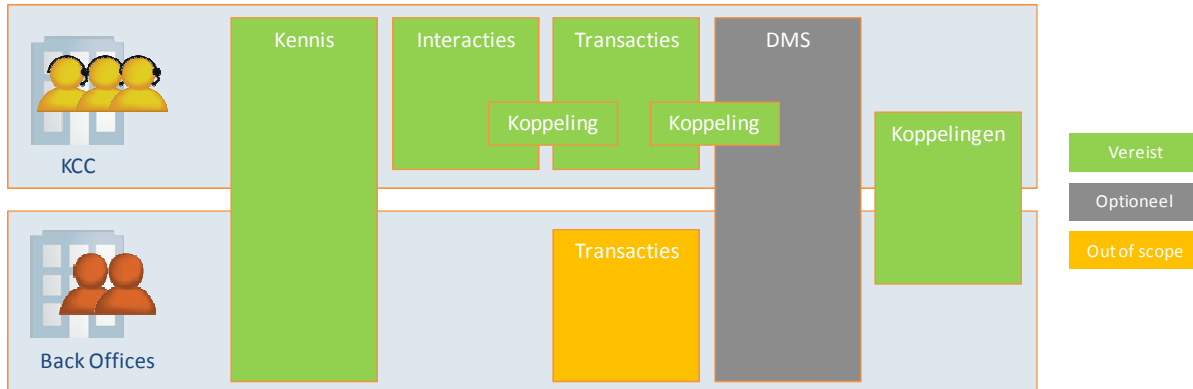 Kennis
Interacties
Transacties
DMS
Koppeling
Koppeling
Koppelingen
KCC
Vereist
Optioneel
Out of scope
Transacties
Back Offices